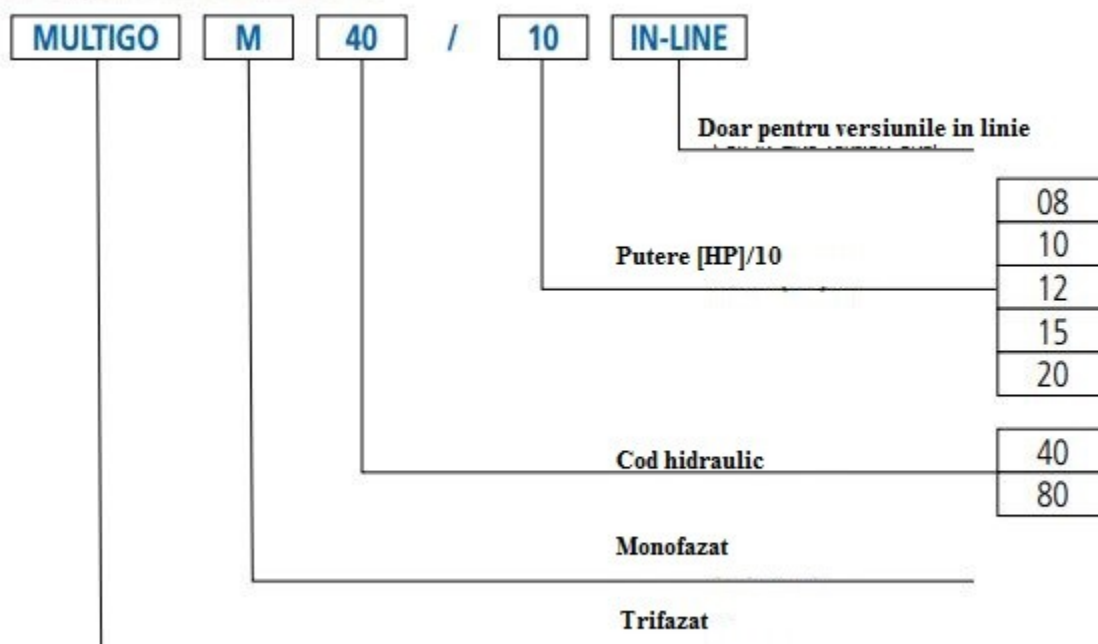 MULTIGO M 40 / 10 IN-LINE
Doar pentru versiunile in linie
08
10
Putere [HP]/10
12
15
20
40
Cod hidraulic
80
Monofazat
Trifazat